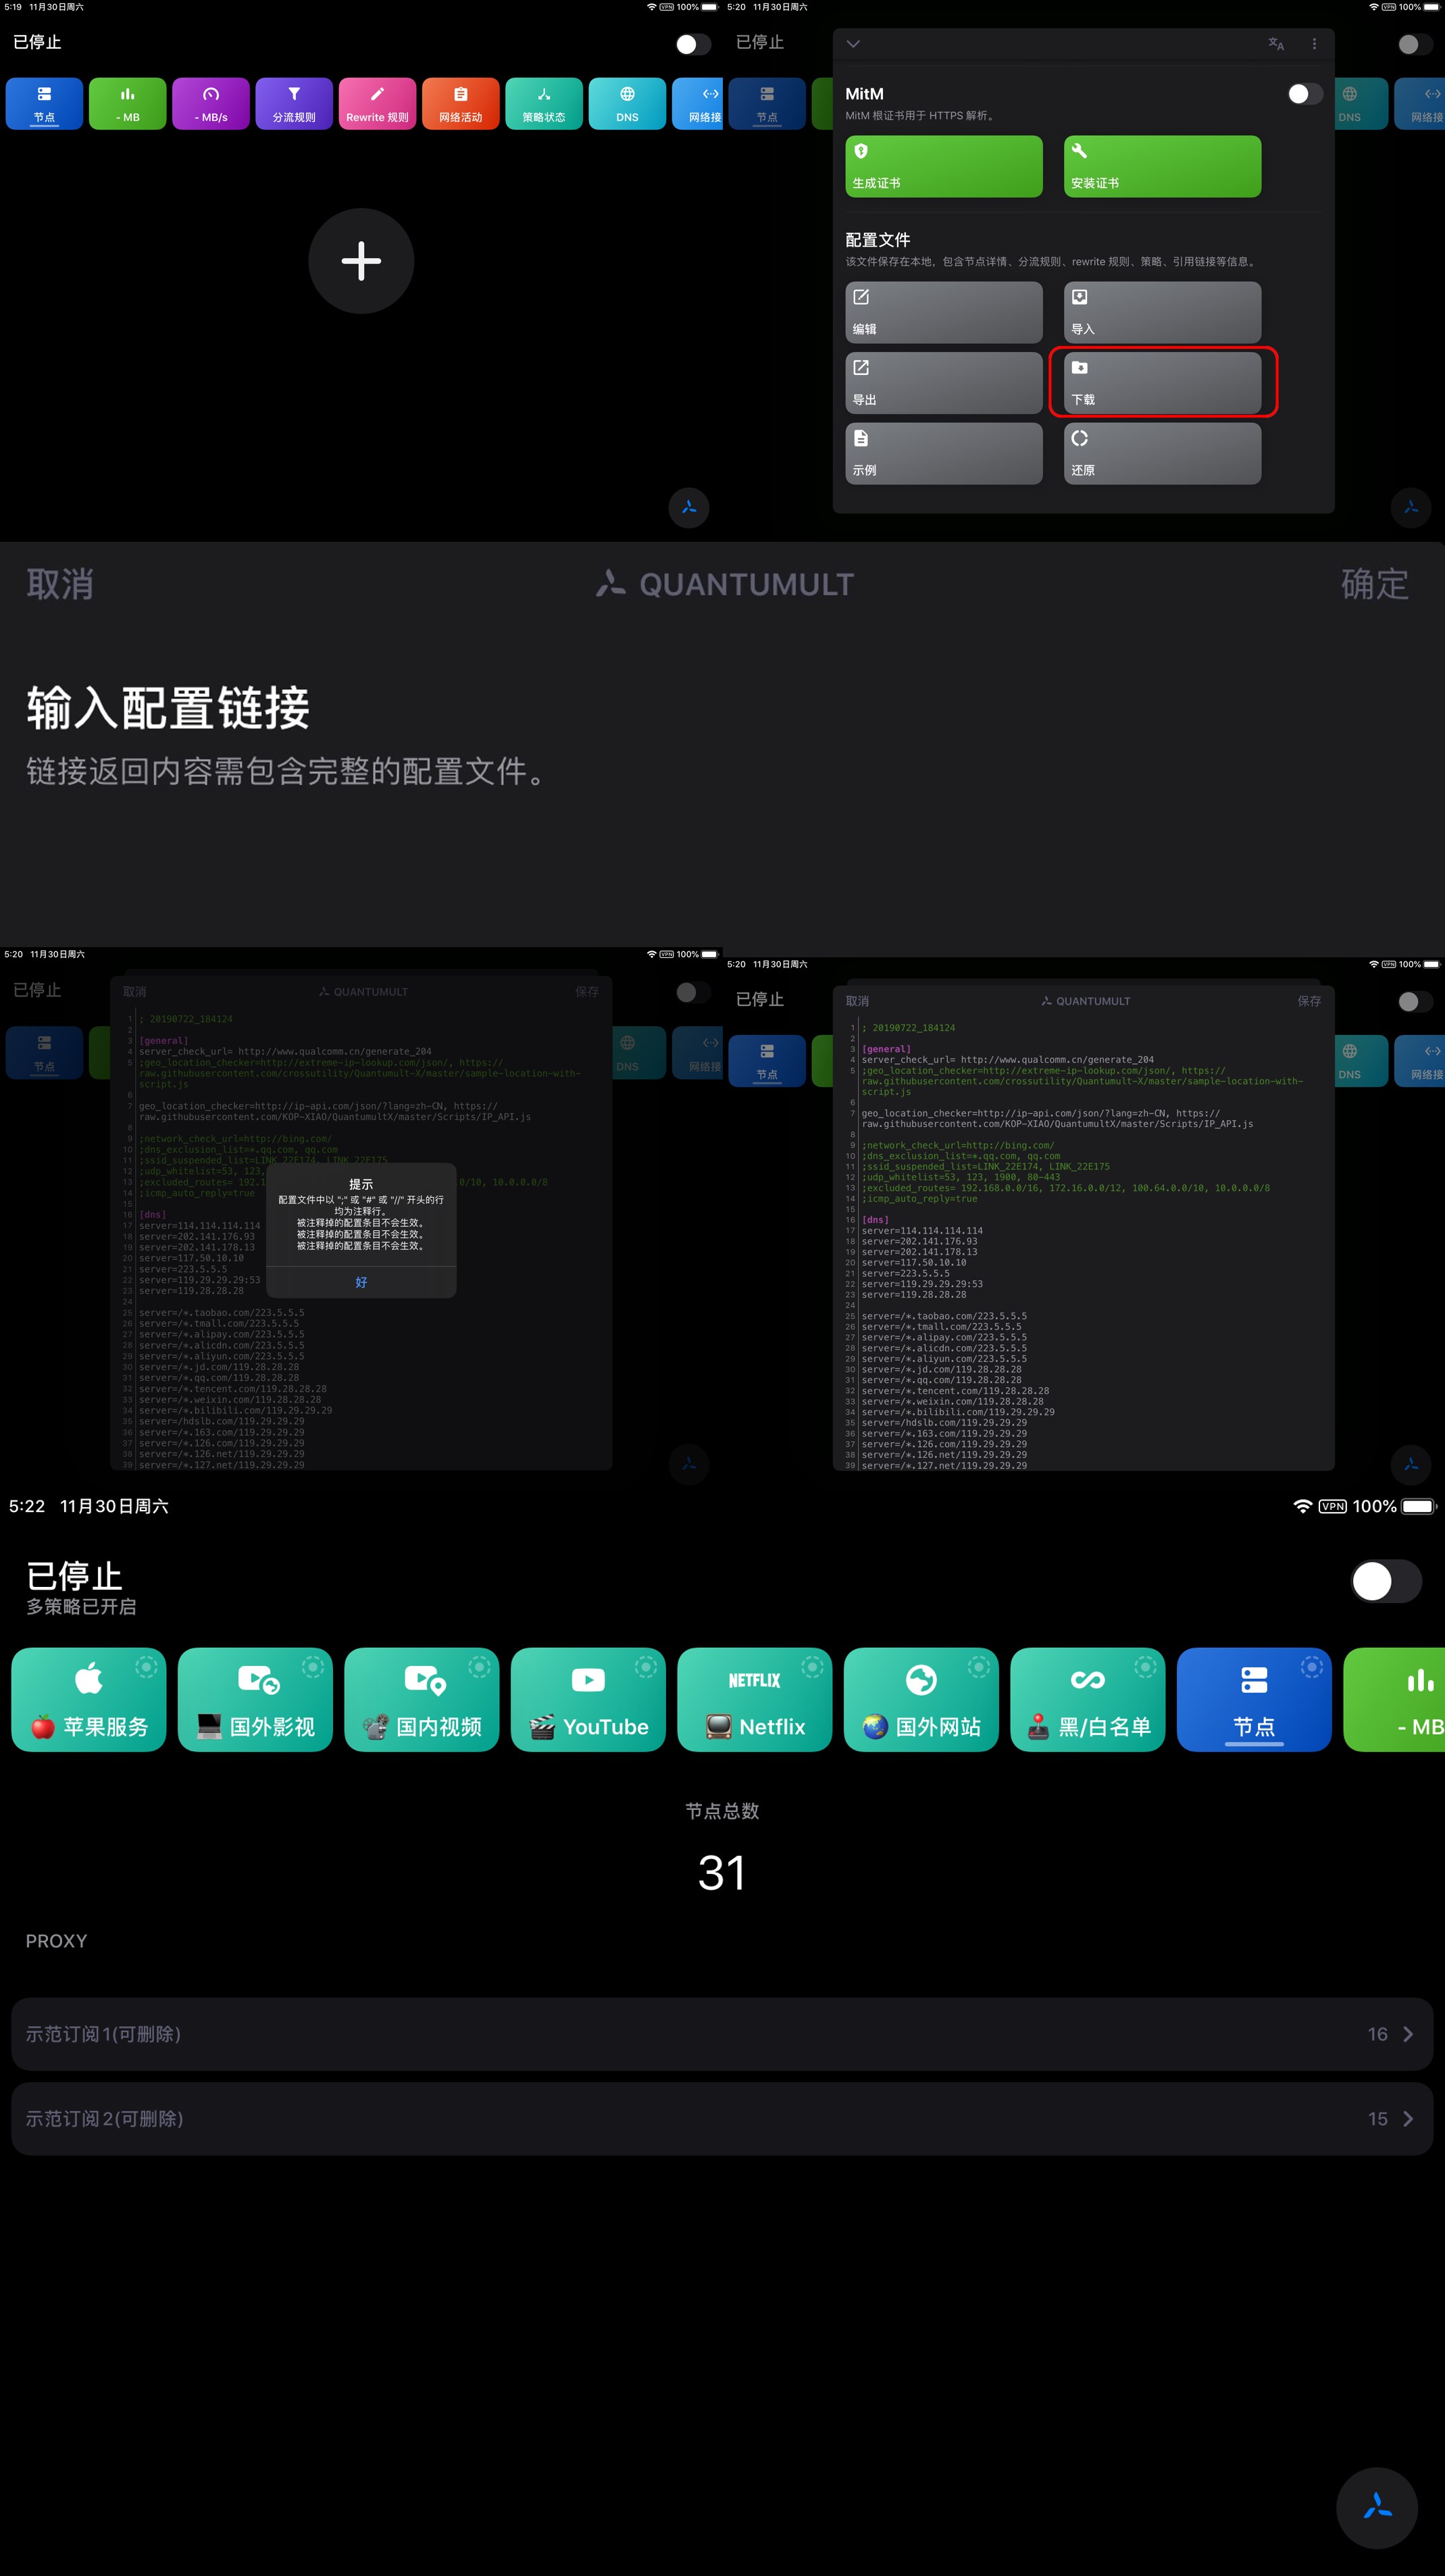 5:19 11月30日周六
VPN 100%
已停止
节点
- MB
- MB/s
分流规则
Rewrite 规则
网络活动
策略状态
DNS
网络接
5:20 11月30日周六
VPN 100%
已停止
节点
DNS
网络接
文A
MitM
MitM 根证书用于 HTTPS 解析。
生成证书
安装证书
配置文件
该文件保存在本地，包含节点详情、分流规则、rewrite 规则、策略、引用链接等信息。
编辑
导入
导出
下载
示例
还原
取消
QUANTUMULT
确定
输入配置链接
链接返回内容需包含完整的配置文件。
5:20 11月30日周六
VPN 100%
已停止
节点
DNS
网络接
取消
QUANTUMULT
保存
1 ; 20190722_184124
2
3 [general]
4 server_check_url= http://www.qualcomm.cn/generate_204
5 ;geo_location_checker=http://extreme-ip-lookup.com/json/, https://
raw.githubusercontent.com/crossutility/Quantumult-X/master/sample-location-with-
script.js
6
7 geo_location_checker=http://ip-api.com/json/?lang=zh-CN, https://
raw.githubusercontent.com/KOP-XIAO/QuantumultX/master/Scripts/IP_API.js
8
9 ;network_check_url=http://bing.com/
10 ;dns_exclusion_list=*.qq.com, qq.com
11 ;ssid_suspended_list=LINK_22E174, LINK_22E175
12 ;udp_whitelist=53, 123,
13 ;excluded_routes= 192.1
0/10, 10.0.0.0/8
14 ;icmp_auto_reply=true
15
16 [dns]
17 server=114.114.114.114
18 server=202.141.176.93
19 server=202.141.178.13
20 server=117.50.10.10
21 server=223.5.5.5
22 server=119.29.29.29:53
23 server=119.28.28.28
24
25 server=/*.taobao.com/223.5.5.5
26 server=/*.tmall.com/223.5.5.5
27 server=/*.alipay.com/223.5.5.5
28 server=/*.alicdn.com/223.5.5.5
29 server=/*.aliyun.com/223.5.5.5
30 server=/*.jd.com/119.28.28.28
31 server=/*.qq.com/119.28.28.28
32 server=/*.tencent.com/119.28.28.28
33 server=/*.weixin.com/119.28.28.28
34 server=/*.bilibili.com/119.29.29.29
35 server=/hdslb.com/119.29.29.29
36 server=/*.163.com/119.29.29.29
37 server=/*.126.com/119.29.29.29
38 server=/*.126.net/119.29.29.29
39 server=/*.127.net/119.29.29.29
提示
配置文件中以 ";" 或 "#" 或 "//" 开头的行
均为注释行。
被注释掉的配置条目不会生效。
被注释掉的配置条目不会生效。
被注释掉的配置条目不会生效。
好
5:20 11月30日周六
VPN 100%
已停止
节点
DNS
网络接
取消
QUANTUMULT
保存
1 ; 20190722_184124
2
3 [general]
4 server_check_url= http://www.qualcomm.cn/generate_204
5 ;geo_location_checker=http://extreme-ip-lookup.com/json/, https://
raw.githubusercontent.com/crossutility/Quantumult-X/master/sample-location-with-
script.js
6
7 geo_location_checker=http://ip-api.com/json/?lang=zh-CN, https://
raw.githubusercontent.com/KOP-XIAO/QuantumultX/master/Scripts/IP_API.js
8
9 ;network_check_url=http://bing.com/
10 ;dns_exclusion_list=*.qq.com, qq.com
11 ;ssid_suspended_list=LINK_22E174, LINK_22E175
12 ;udp_whitelist=53, 123, 1900, 80-443
13 ;excluded_routes= 192.168.0.0/16, 172.16.0.0/12, 100.64.0.0/10, 10.0.0.0/8
14 ;icmp_auto_reply=true
15
16 [dns]
17 server=114.114.114.114
18 server=202.141.176.93
19 server=202.141.178.13
20 server=117.50.10.10
21 server=223.5.5.5
22 server=119.29.29.29:53
23 server=119.28.28.28
24
25 server=/*.taobao.com/223.5.5.5
26 server=/*.tmall.com/223.5.5.5
27 server=/*.alipay.com/223.5.5.5
28 server=/*.alicdn.com/223.5.5.5
29 server=/*.aliyun.com/223.5.5.5
30 server=/*.jd.com/119.28.28.28
31 server=/*.qq.com/119.28.28.28
32 server=/*.tencent.com/119.28.28.28
33 server=/*.weixin.com/119.28.28.28
34 server=/*.bilibili.com/119.29.29.29
35 server=/hdslb.com/119.29.29.29
36 server=/*.163.com/119.29.29.29
37 server=/*.126.com/119.29.29.29
38 server=/*.126.net/119.29.29.29
39 server=/*.127.net/119.29.29.29
5:22 11月30日周六
VPN 100%
已停止
多策略已开启
苹果服务
国外影视
国内视频
YouTube
NETFLIX
Netflix
国外网站
黑/白名单
节点
- MB
节点总数
31
PROXY
示范订阅1(可删除)
16
示范订阅2(可删除)
15